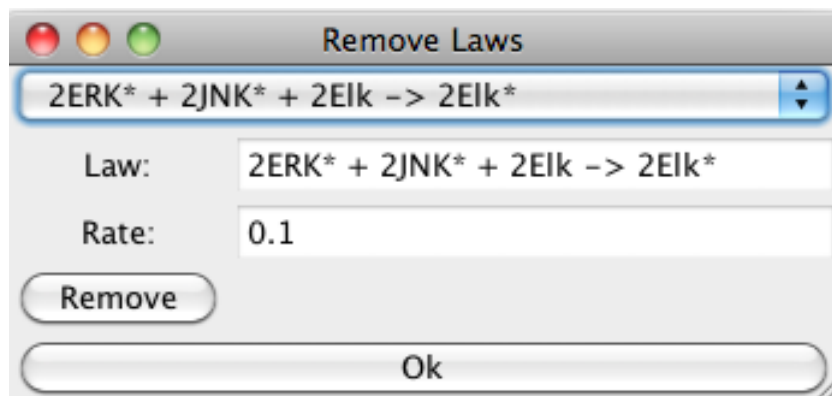 Remove Laws
2ERK* + 2JNK* + 2Elk -> 2Elk*
Law: 2ERK* + 2JNK* + 2Elk -> 2Elk*
Rate: 0.1
Remove
Ok